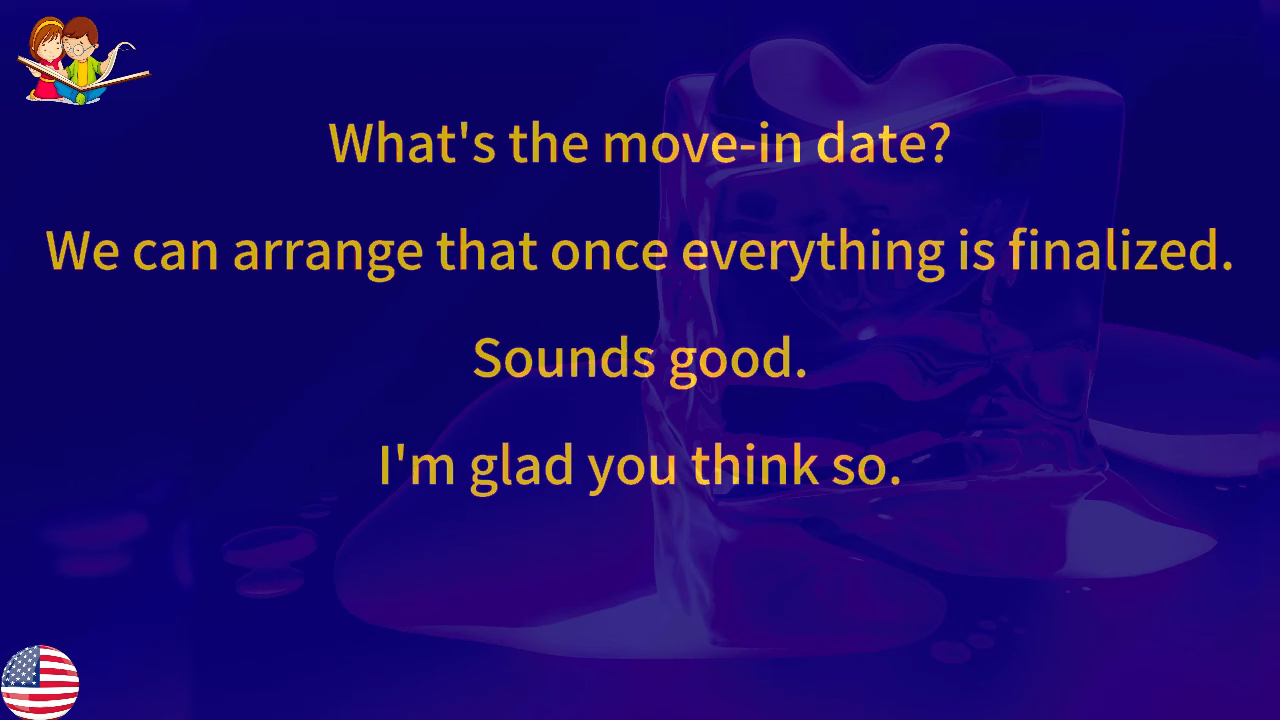 What's the move-in date?
We can arrange that once everything is finalized.
Sounds good.
I'm glad you think so.